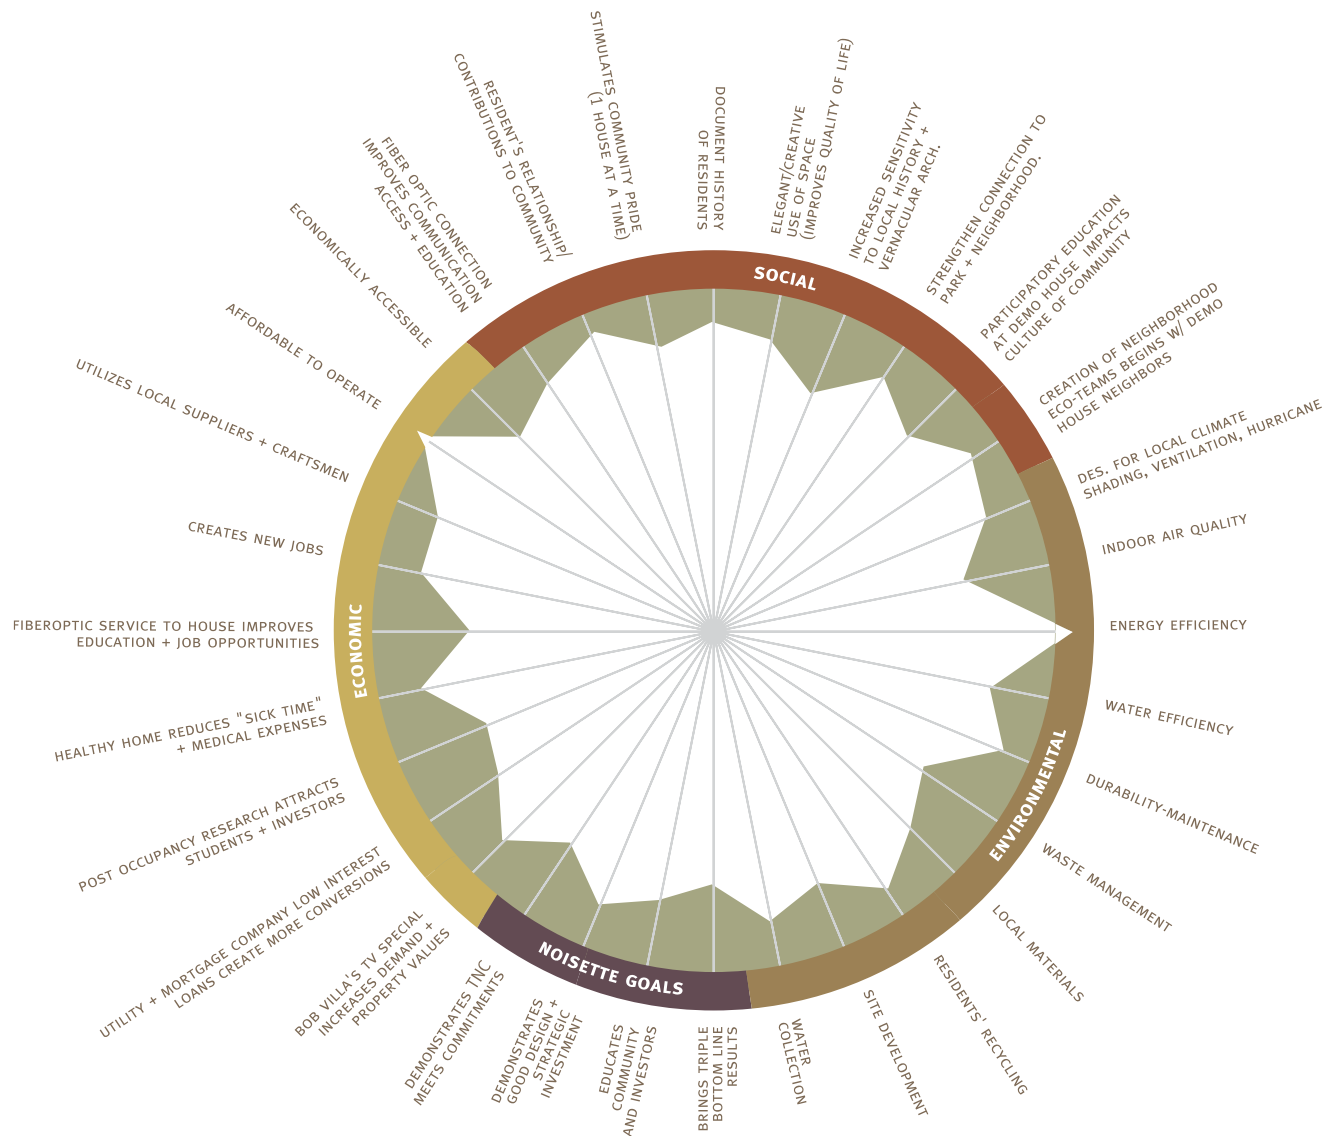 SOCIAL
DOCUMENT HISTORY
OF RESIDENTS
ELEGANT/CREATIVE
USE OF SPACE
(IMPROVES QUALITY OF LIFE)
INCREASED SENSITIVITY
TO LOCAL HISTORY +
VERNACULAR ARCH.
STRENGTHEN CONNECTION TO
PARK + NEIGHBORHOOD.
PARTICIPATORY EDUCATION
AT DEMO HOUSE IMPACTS
CULTURE OF COMMUNITY
CREATION OF NEIGHBORHOOD
ECO-TEAMS BEGINS W/ DEMO
HOUSE NEIGHBORS
DES. FOR LOCAL CLIMATE
SHADING, VENTILATION, HURRICANE
INDOOR AIR QUALITY
ENERGY EFFICIENCY
WATER EFFICIENCY
ENVIRONMENTAL
DURABILITY-MAINTENANCE
WASTE MANAGEMENT
LOCAL MATERIALS
RESIDENTS' RECYCLING
SITE DEVELOPMENT
WATER
COLLECTION
BRINGS TRIPLE
BOTTOM LINE
RESULTS
NOISETTE GOALS
EDUCATES
COMMUNITY
AND INVESTORS
DEMONSTRATES
GOOD DESIGN +
STRATEGIC
INVESTMENT
DEMONSTRATES TNC
MEETS COMMITMENTS
BOB VILLA'S TV SPECIAL
INCREASES DEMAND +
PROPERTY VALUES
UTILITY + MORTGAGE COMPANY LOW INTEREST
LOANS CREATE MORE CONVERSIONS
POST OCCUPANCY RESEARCH ATTRACTS
STUDENTS + INVESTORS
HEALTHY HOME REDUCES "SICK TIME"
+ MEDICAL EXPENSES
ECONOMIC
FIBEROPTIC SERVICE TO HOUSE IMPROVES
EDUCATION + JOB OPPORTUNITIES
CREATES NEW JOBS
UTILIZES LOCAL SUPPLIERS + CRAFTSMEN
AFFORDABLE TO OPERATE
ECONOMICALLY ACCESSIBLE
FIBER OPTIC CONNECTION
IMPROVES COMMUNICATION
ACCESS + EDUCATION
RESIDENT'S RELATIONSHIP/
CONTRIBUTIONS TO COMMUNITY
STIMULATES COMMUNITY PRIDE
(1 HOUSE AT A TIME)